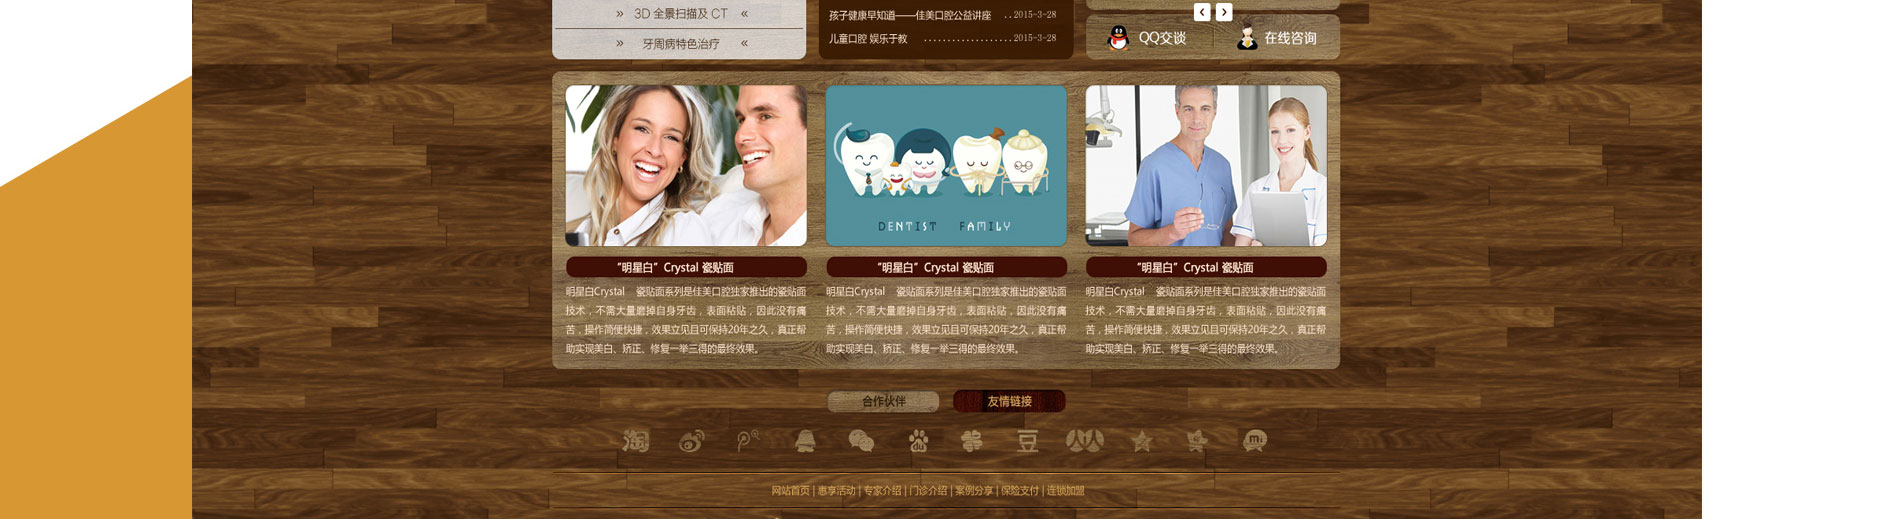 » 3D 全景扫描及 CT «
» 牙周病特色治疗 «
孩子健康早知道——佳美口腔公益讲座 ..2015-3-28
儿童口腔 娱乐于教 ...................2015-3-28
QQ交谈
在线咨询
DENTIST FAMILY
“明星白” Crystal 瓷贴面
明星白Crystal 瓷贴面系列是佳美口腔独家推出的瓷贴面
技术，不需大量磨掉自身牙齿，表面粘贴，因此没有痛
苦，操作简便快捷，效果立见且可保持20年之久，真正帮
助实现美白、矫正、修复一举三得的最终效果。
“明星白” Crystal 瓷贴面
明星白Crystal 瓷贴面系列是佳美口腔独家推出的瓷贴面
技术，不需大量磨掉自身牙齿，表面粘贴，因此没有痛
苦，操作简便快捷，效果立见且可保持20年之久，真正帮
助实现美白、矫正、修复一举三得的最终效果。
“明星白” Crystal 瓷贴面
明星白Crystal 瓷贴面系列是佳美口腔独家推出的瓷贴面
技术，不需大量磨掉自身牙齿，表面粘贴，因此没有痛
苦，操作简便快捷，效果立见且可保持20年之久，真正帮
助实现美白、矫正、修复一举三得的最终效果。
合作伙伴
友情链接
淘 du 豆 人人 mi
网站首页 | 惠享活动 | 专家介绍 | 门诊介绍 | 案例分享 | 保险支付 | 连锁加盟